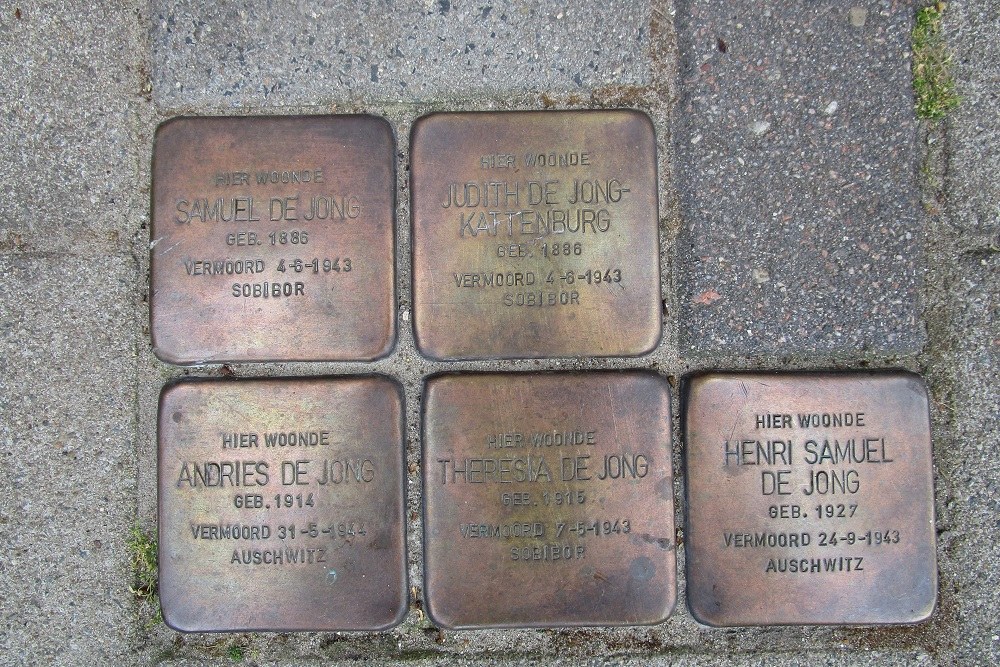 HIER WOONDE
SAMUEL DE JONG
GEB. 1886
VERMOORD 4-6-1943
SOBIBOR
HIER WOONDE
JUDITH DE JONG-
KATTENBURG
GEB. 1886
VERMOORD 4-6-1943
SOBIBOR
HIER WOONDE
ANDRIES DE JONG
GEB. 1914
VERMOORD 31-5-1944
AUSCHWITZ
HIER WOONDE
THERESIA DE JONG
GEB. 1915
VERMOORD 7-5-1943
SOBIBOR
HIER WOONDE
HENRI SAMUEL
DE JONG
GEB. 1927
VERMOORD 24-9-1943
AUSCHWITZ